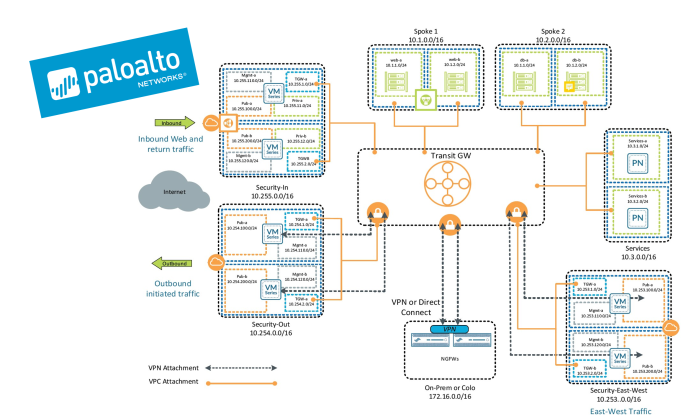 paloalto
NETWORKS®
Mgmt-a
10.255.110.0/24
TGW-a
10.255.1.0/24
VM
Series
Pub-a
10.255.100.0/24
Priv-a
10.255.11.0/24
Pub-b
10.255.200.0/24
Priv-b
10.255.12.0/24
VM
Series
Mgmt-b
10.255.120.0/24
TGWB
10.255.2.0/24
Security-In
10.255.0.0/16
Inbound
Inbound Web and
return traffic
Internet
Outbound
Outbound
initiated traffic
Pub-a
10.254.100.0/24
TGW-a
10.254.1.0/24
VM
Series
Mgmt-a
10.254.110.0/24
Pub-b
10.254.200.0/24
Mgmt-b
10.254.120.0/24
VM
Series
TGW-a
10.254.2.0/24
Security-Out
10.254.0.0/16
Spoke 1
10.1.0.0/16
web-a
10.1.1.0/24
web-b
10.1.2.0/24
Spoke 2
10.2.0.0/16
db-a
10.1.1.0/24
db-b
10.1.2.0/24
Transit GW
Services-a
10.3.1.0/24
PN
Services-b
10.3.2.0/24
PN
Services
10.3.0.0/16
VPN or Direct
Connect
VPN
NGFWs
On-Prem or Colo
172.16.0.0/16
TGW-a
10.253.1.0/24
Pub-a
10.253.100.0/24
VM
Series
Mgmt-a
10.253.110.0/24
Mgmt-b
10.253.120.0/24
VM
Series
TGW-b
10.253.2.0/24
Pub-b
10.253.200.0/24
Security-East-West
10.253..0.0/16
East-West Traffic
VPN Attachment
VPC Attachment